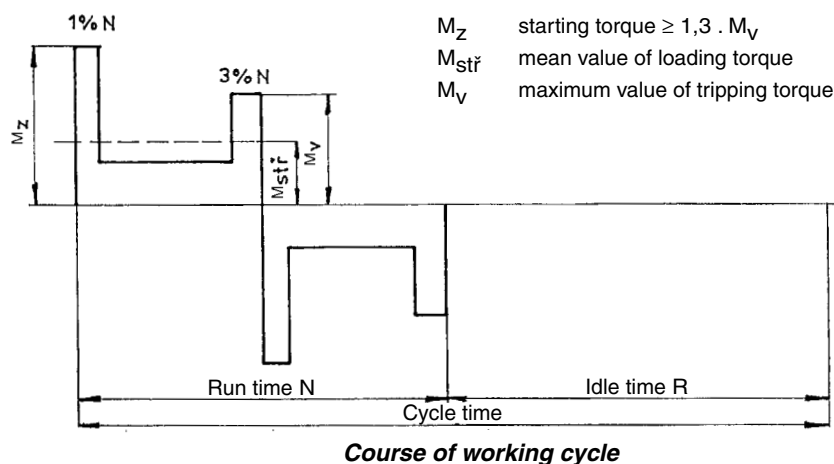 1% N
3% N
M_Z starting torque ≥ 1,3 . M_V
M_stř mean value of loading torque
M_V maximum value of tripping torque
M_Z
M_stř
M_V
Run time N
Idle time R
Cycle time
Course of working cycle